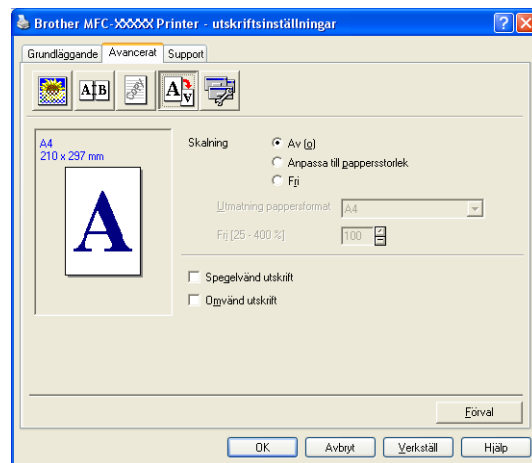 Brother MFC-XXXXX Printer - utskriftsinställningar
Grundläggande Avancerat Support
A B
A A
A4
210 x 297 mm
A
Skalning
Av (o)
Anpassa till pappersstorlek
Fri
Utmatning pappersformat A4
Fri [25 - 400 %] 100
Spegelvänd utskrift
Omvänd utskrift
Förval
OK Avbryt Verkställ Hjälp